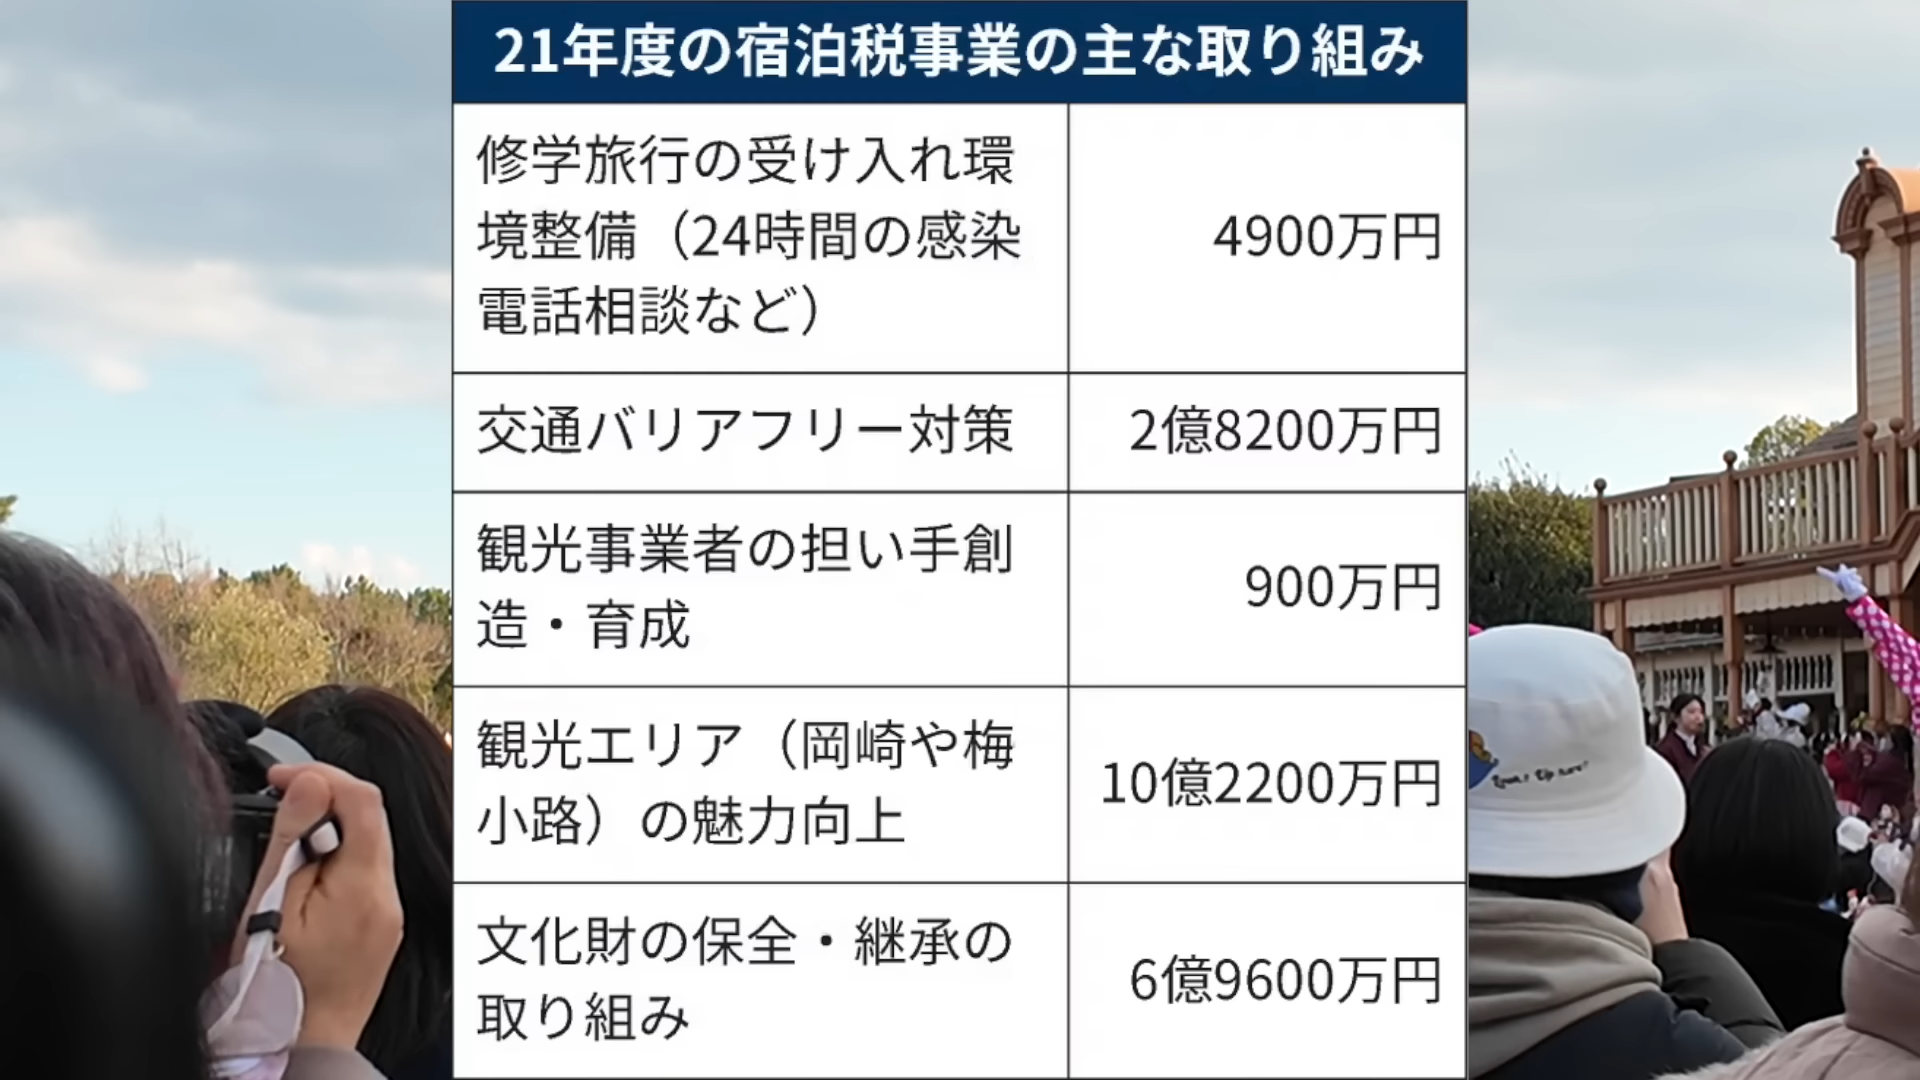 21年度の宿泊税事業の主な取り組み
修学旅行の受け入れ環
境整備（24時間の感染
電話相談など）
4900万円
交通バリアフリー対策
2億8200万円
観光事業者の担い手創
造・育成
900万円
観光エリア（岡崎や梅
小路）の魅力向上
10億2200万円
文化財の保全・継承の
取り組み
6億9600万円